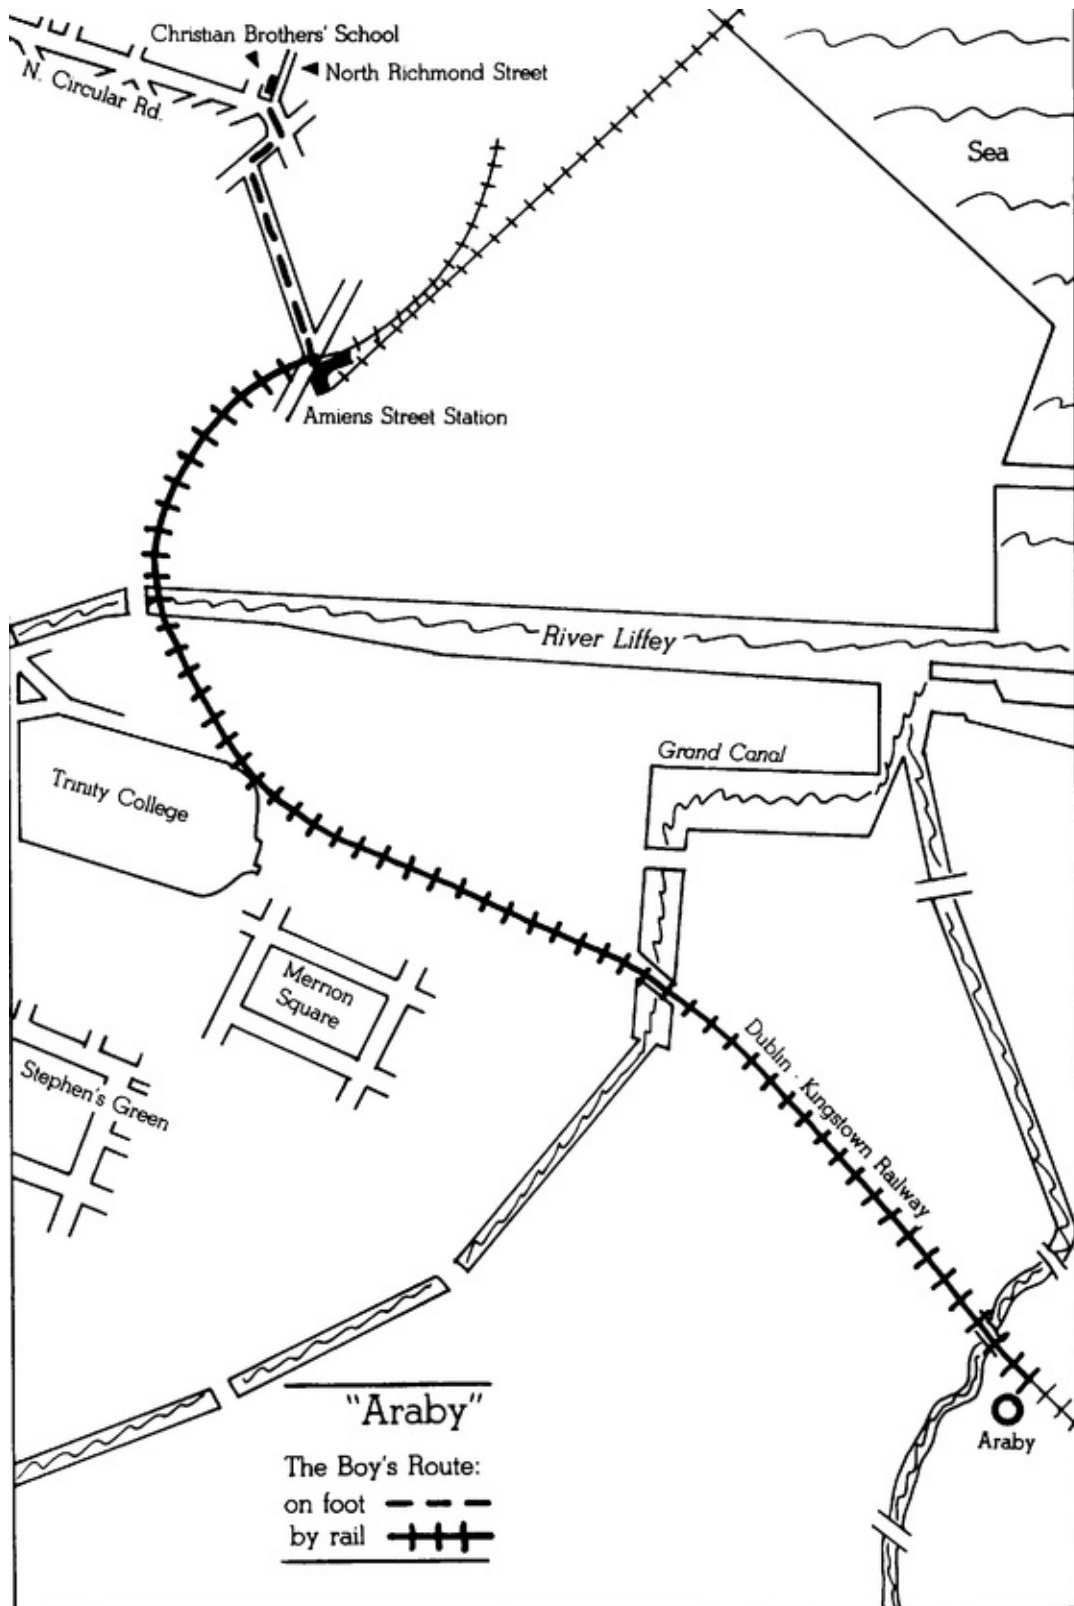 Christian Brothers' School
North Richmond Street
N. Circular Rd.
Sea
Amiens Street Station
River Liffey
Grand Canal
Trinity College
Merrion
Square
Stephen's Green
Dublin · Kingstown Railway
Araby
"Araby"
The Boy's Route:
on foot
by rail